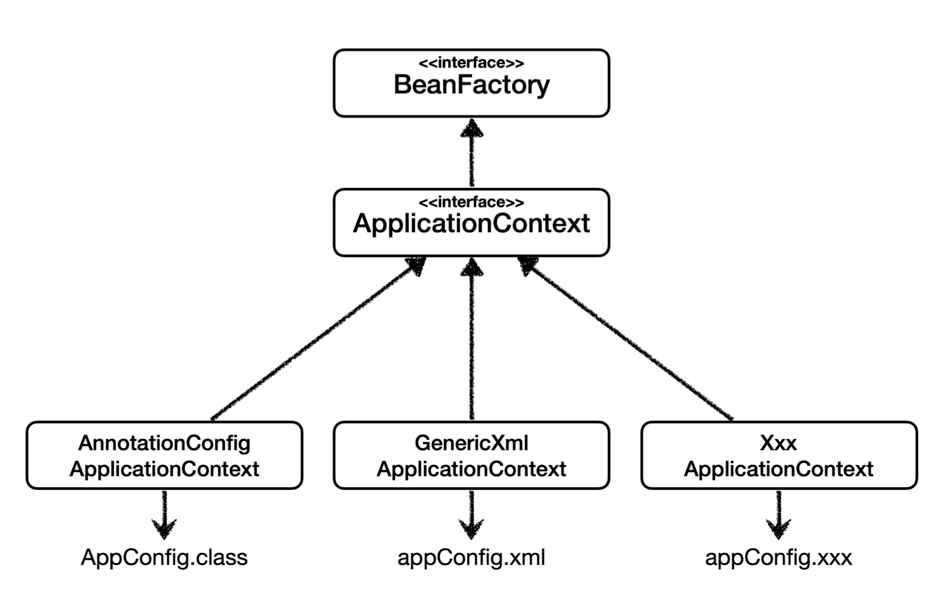 <<interface>>
BeanFactory
<<interface>>
ApplicationContext
AnnotationConfig
ApplicationContext
GenericXml
ApplicationContext
Xxx
ApplicationContext
AppConfig.class
appConfig.xml
appConfig.xxx